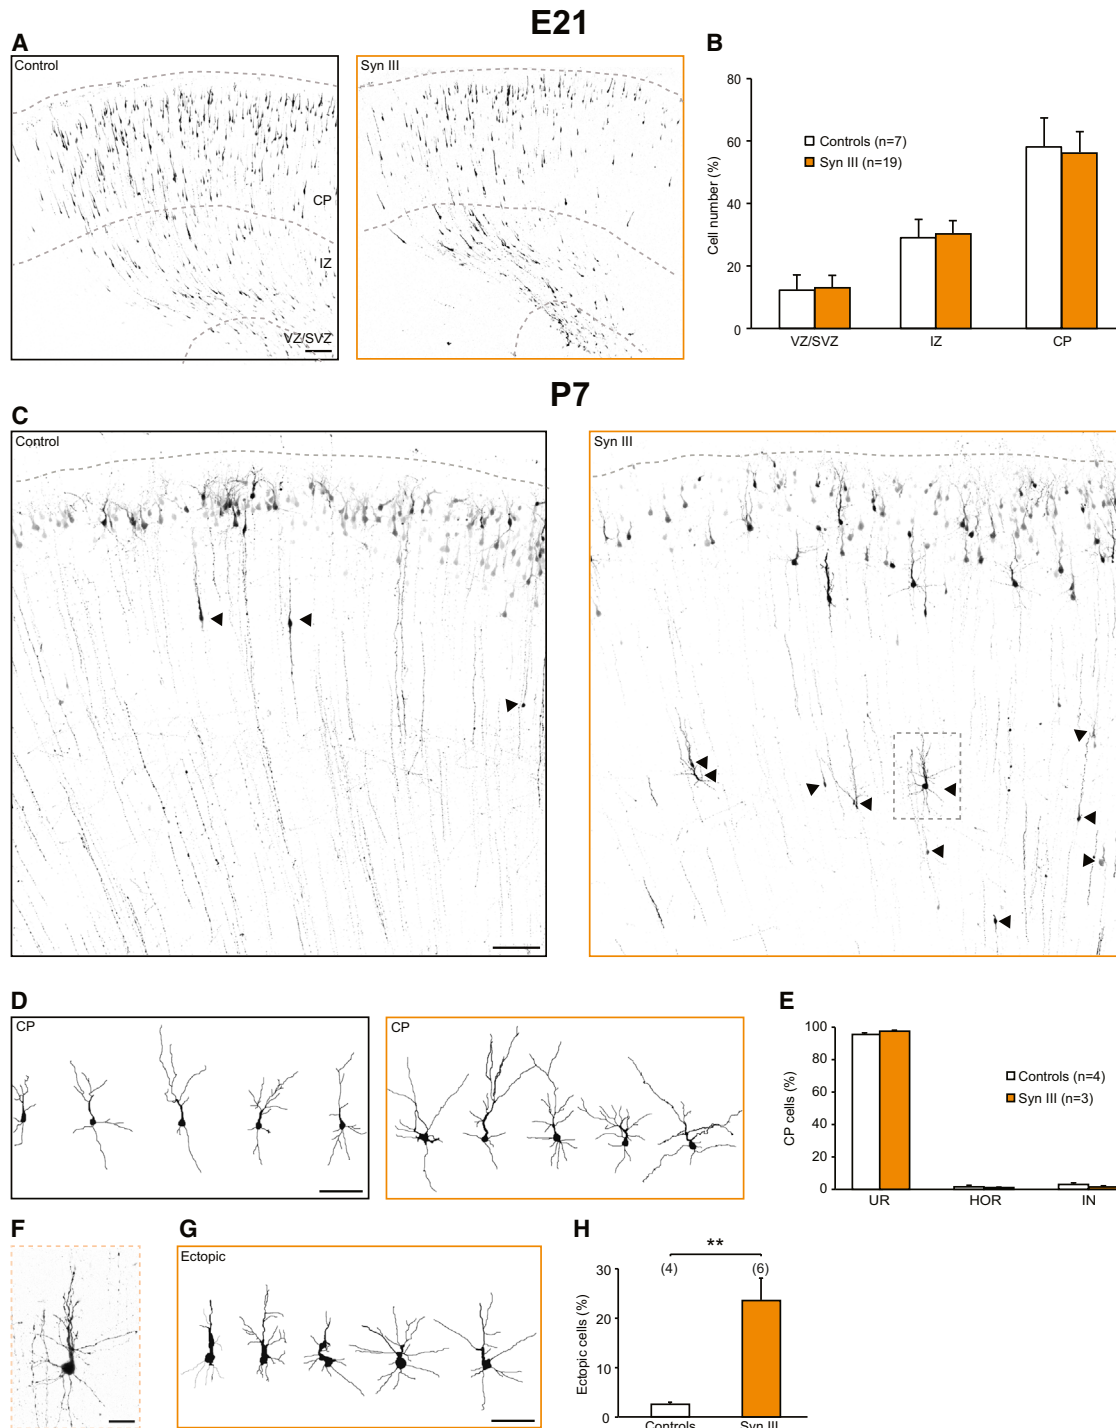 E21
A
Control
CP
IZ
VZ/SVZ
Syn III
B
80
60
40
20
0
Cell number (%)
Controls (n=7)
Syn III (n=19)
VZ/SVZ
IZ
CP
P7
C
Control
Syn III
D
CP
CP
E
100
80
60
40
20
0
CP cells (%)
Controls (n=4)
Syn III (n=3)
UR
HOR
IN
F
G
Ectopic
H
**
(4)
(6)
30
20
10
0
Ectopic cells (%)
Controls
Syn III